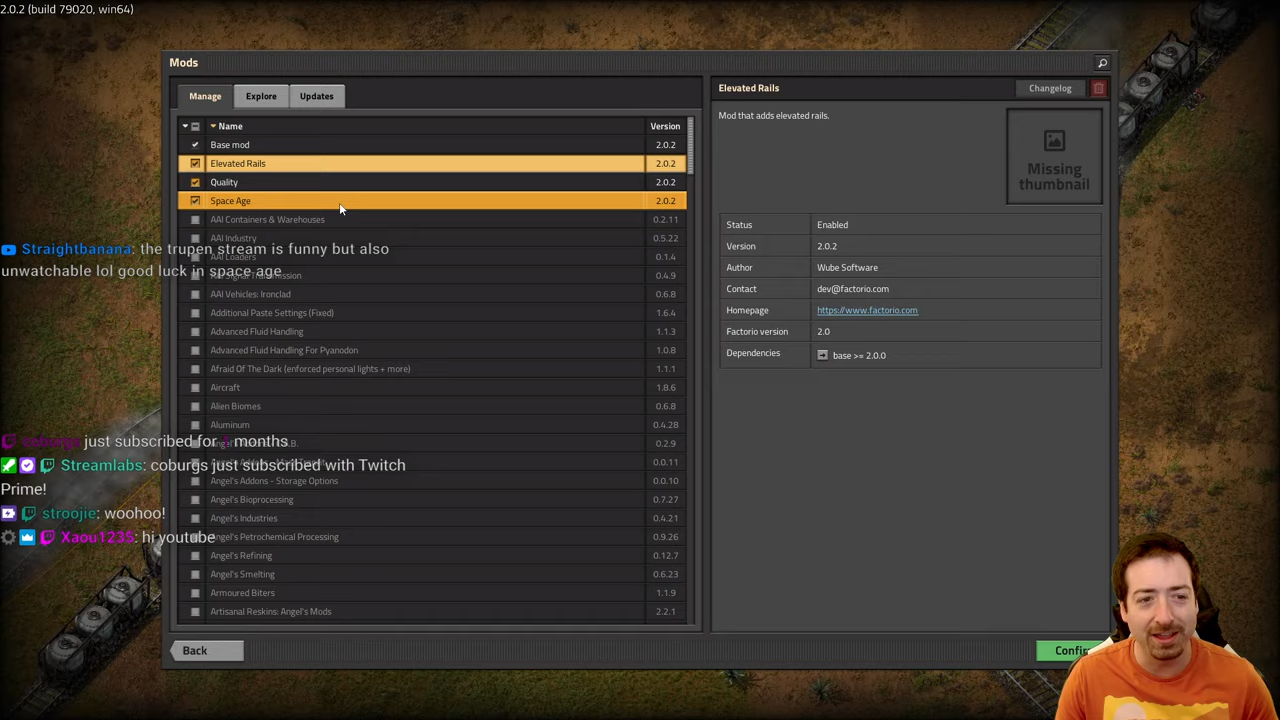 2.0.2 (build 79020, win64)
Mods
Manage
Explore
Updates
Name
Version
Base mod
2.0.2
Elevated Rails
2.0.2
Quality
2.0.2
Space Age
2.0.2
AAI Containers & Warehouses
0.2.11
AAI Industry
0.5.22
AAI Loaders
0.1.4
0.4.9
AAI Vehicles: Ironclad
0.6.8
Additional Paste Settings (Fixed)
1.6.4
Advanced Fluid Handling
1.1.3
Advanced Fluid Handling For Pyanodon
1.0.8
Afraid Of The Dark (enforced personal lights + more)
1.1.1
Aircraft
1.8.6
Alien Biomes
0.6.8
Aluminum
0.4.28
0.2.9
0.0.11
Angel's Addons - Storage Options
0.0.10
Angel's Bioprocessing
0.7.27
Angel's Industries
0.4.21
Angel's Petrochemical Processing
0.9.26
Angel's Refining
0.12.7
Angel's Smelting
0.6.23
Armoured Biters
1.1.9
Artisanal Reskins: Angel's Mods
2.2.1
Back
Elevated Rails
Changelog
Mod that adds elevated rails.
Missing
thumbnail
Status
Enabled
Version
2.0.2
Author
Wube Software
Contact
dev@factorio.com
Homepage
https://www.factorio.com
Factorio version
2.0
Dependencies
base >= 2.0.0
Confir
Straightbanana: the trupen stream is funny but also
unwatchable lol good luck in space age
coburgs just subscribed for months
Streamlabs: coburgs just subscribed with Twitch
Prime!
stroojie: woohoo!
Xaou1235: hi youtube